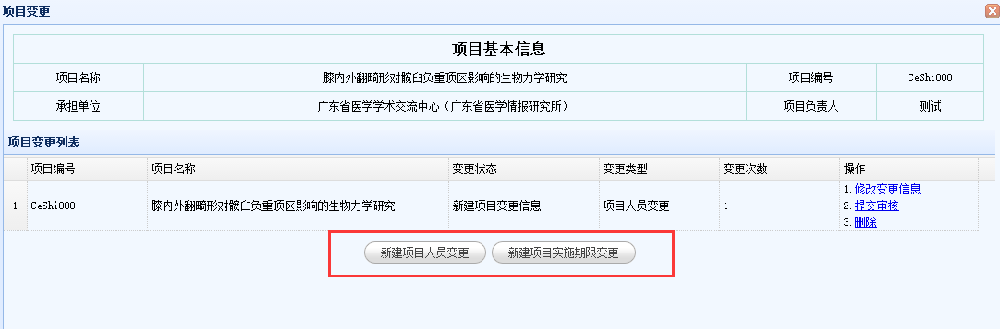 项目变更
项目基本信息
项目名称 膝内外翻畸形对髋臼负重顶区影响的生物力学研究 项目编号 CeShi000
承担单位 广东省医学学术交流中心（广东省医学情报研究所） 项目负责人 测试
项目变更列表
项目编号 项目名称 变更状态 变更类型 变更次数 操作
1 CeShi000 膝内外翻畸形对髋臼负重顶区影响的生物力学研究 新建项目变更信息 项目人员变更 1 1.修改变更信息
2.提交审核
3.删除
新建项目人员变更 新建项目实施期限变更